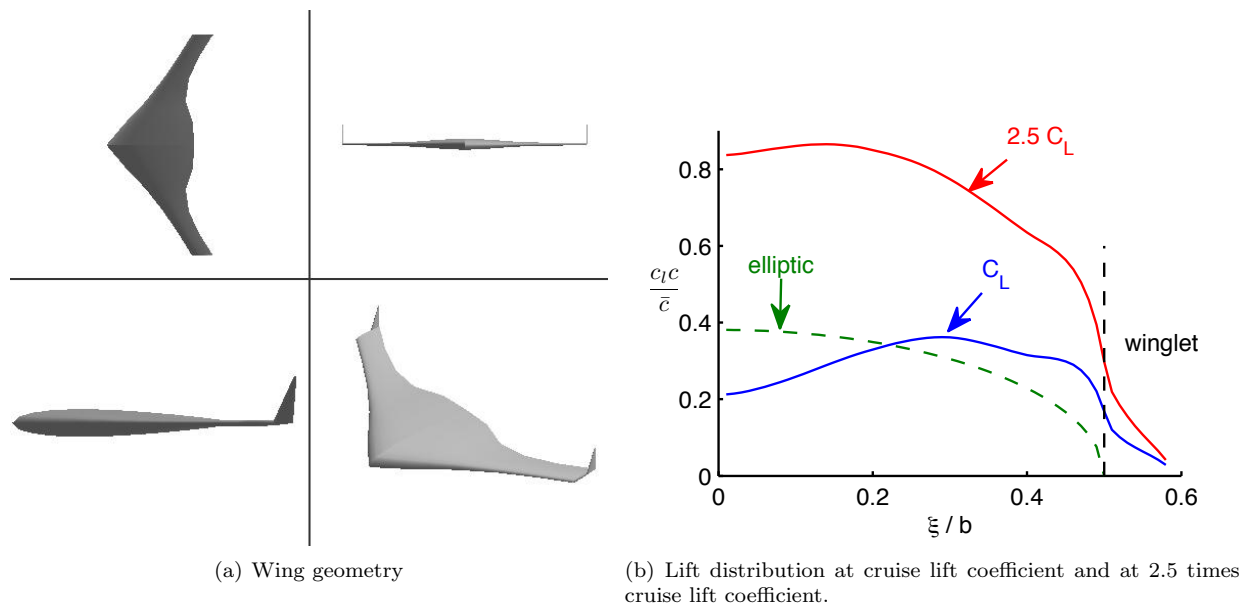 2.5 C_L
0.8
0.6
elliptic
C_L
c_l c
c̄
0.4
winglet
0.2
0
0
0.2
0.4
0.6
ξ / b
(a) Wing geometry
(b) Lift distribution at cruise lift coefficient and at 2.5 times
cruise lift coefficient.